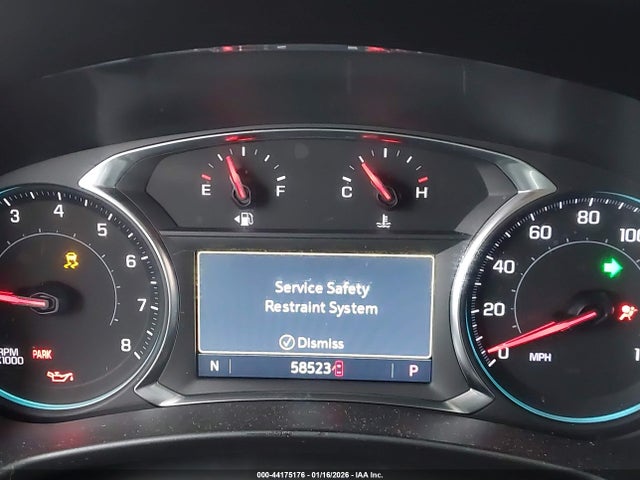 E F
C H
3 4 5 6 7 8
RPM
X1000
PARK
Service Safety
Restraint System
Dismiss
N 58523 P
0 20 40 60 80 100
MPH
000-44175176 - 01/16/2026 - IAA Inc.